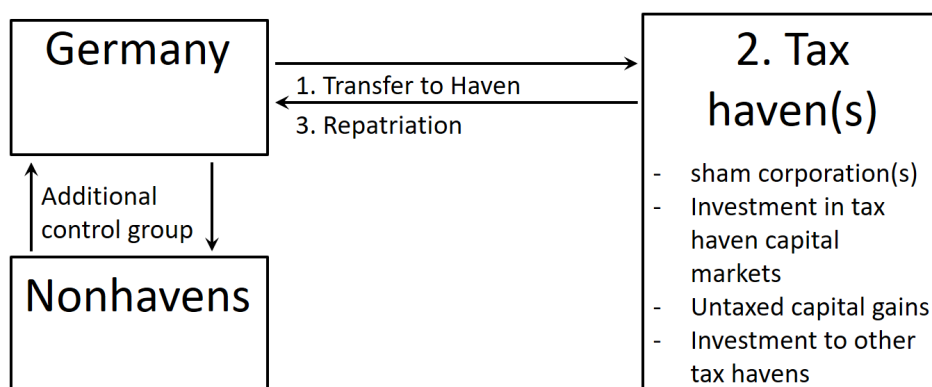 Germany
1. Transfer to Haven
3. Repatriation
Additional
control group
Nonhavens
2. Tax
haven(s)
- sham corporation(s)
- Investment in tax
haven capital
markets
- Untaxed capital gains
- Investment to other
tax havens